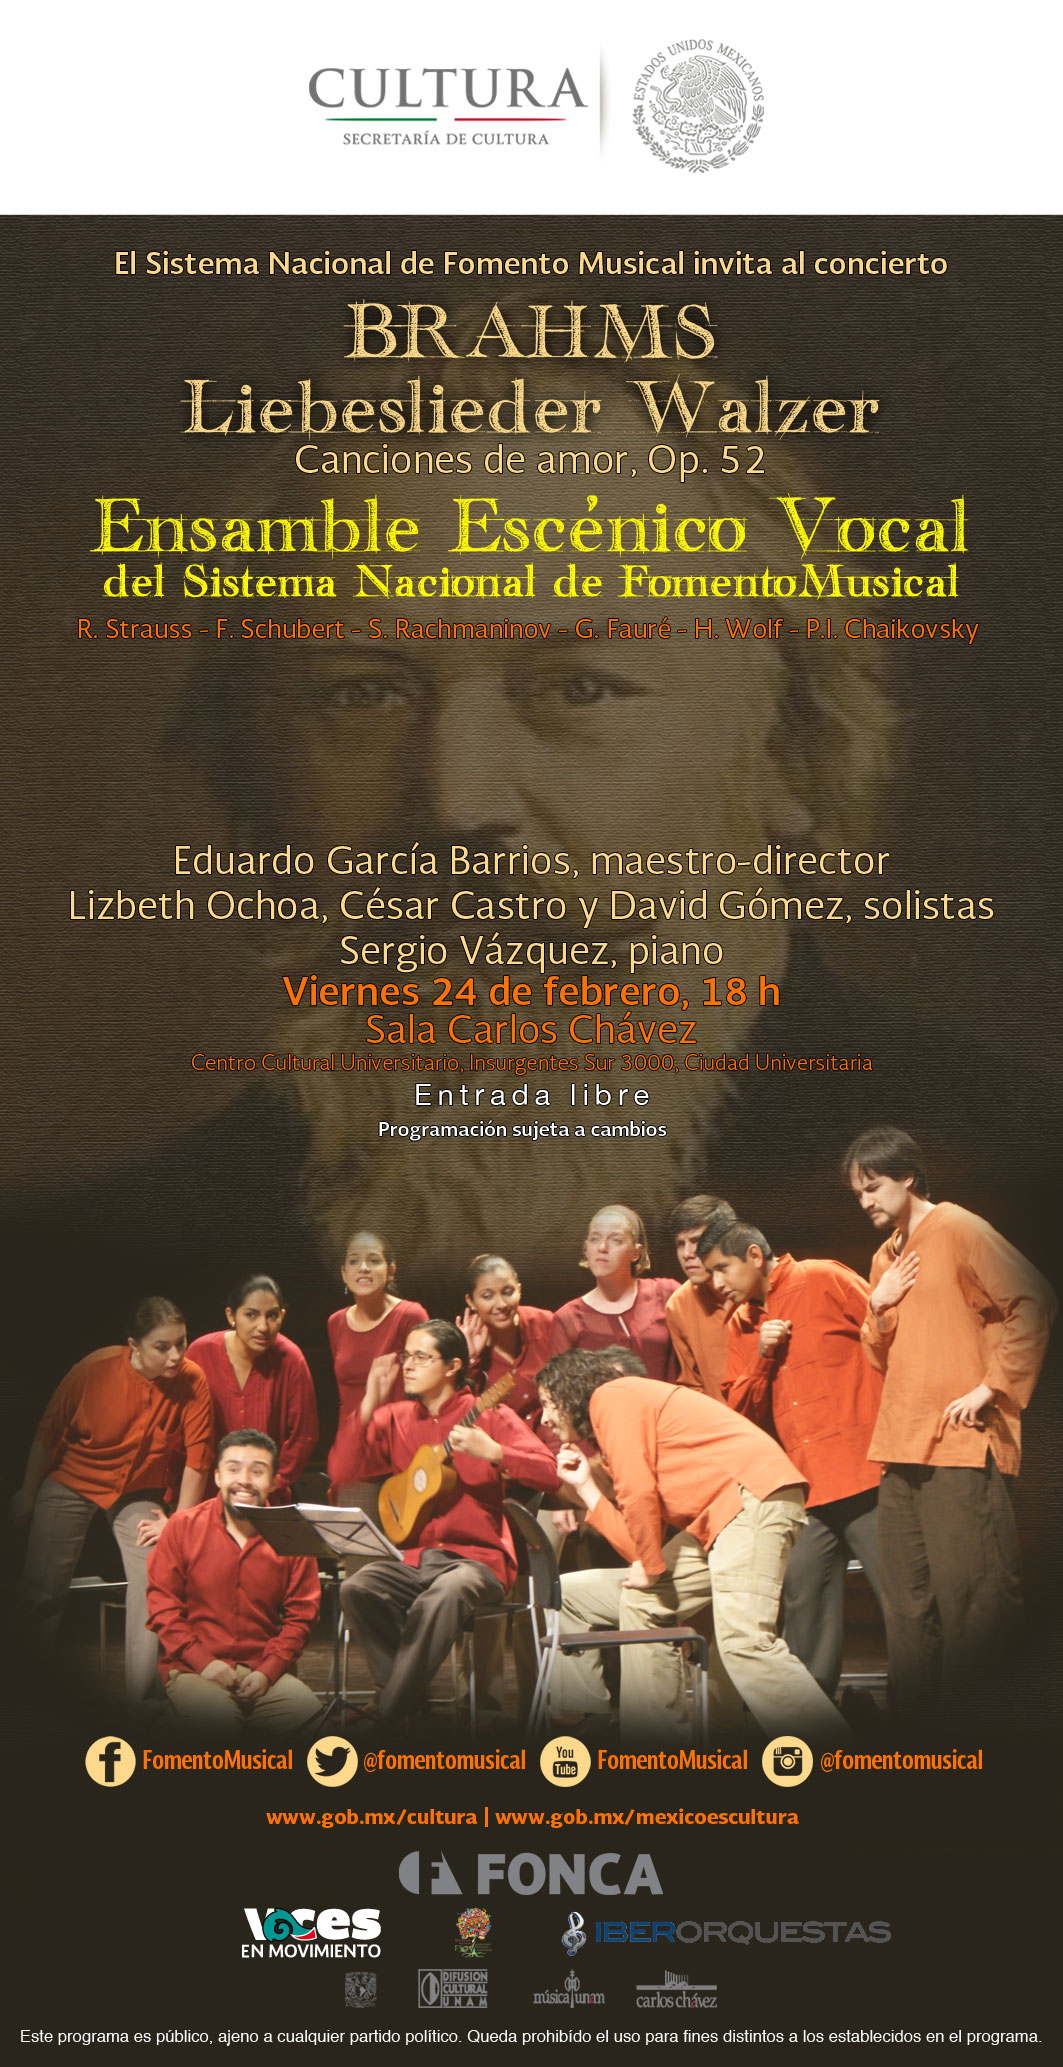 CULTURA
SECRETARÍA DE CULTURA
ESTADOS UNIDOS MEXICANOS
El Sistema Nacional de Fomento Musical invita al concierto
BRAHMS
Liebeslieder Walzer
Canciones de amor, Op. 52
Ensamble Escénico Vocal
del Sistema Nacional de FomentoMusical
R. Strauss - F. Schubert - S. Rachmaninov - G. Fauré - H. Wolf - P.I. Chaikovsky
Eduardo García Barrios, maestro-director
Lizbeth Ochoa, César Castro y David Gómez, solistas
Sergio Vázquez, piano
Viernes 24 de febrero, 18 h
Sala Carlos Chávez
Centro Cultural Universitario, Insurgentes Sur 3000, Ciudad Universitaria
Entrada libre
Programación sujeta a cambios
FomentoMusical @fomentomusical You Tube FomentoMusical @fomentomusical
www.gob.mx/cultura | www.gob.mx/mexicoescultura
FONCA
VOCES
EN MOVIMIENTO
IBERORQUESTAS
DIFUSION
CULTURAL
UNAM
música unam
carlos chávez
Este programa es público, ajeno a cualquier partido político. Queda prohibído el uso para fines distintos a los establecidos en el programa.